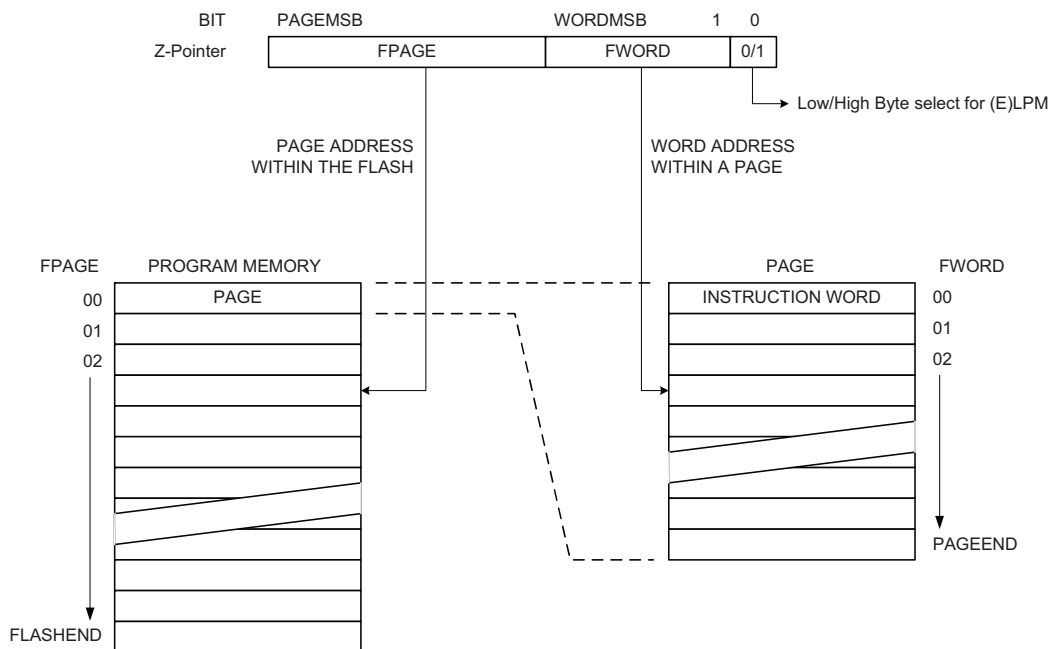 BIT PAGEMSB WORDMSB 1 0
Z-Pointer FPAGE FWORD 0/1
Low/High Byte select for (E)LPM
PAGE ADDRESS
WITHIN THE FLASH
WORD ADDRESS
WITHIN A PAGE
FPAGE PROGRAM MEMORY PAGE FWORD
00 PAGE INSTRUCTION WORD 00
01 01
02 02
PAGEEND
FLASHEND